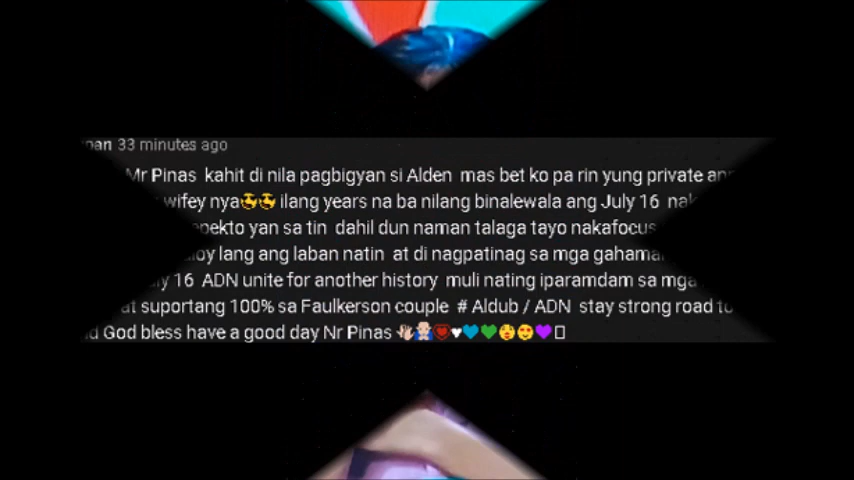 33 minutes ago
Mr Pinas kahit di nila pagbigyan si Alden mas bet ko pa rin yung private
wifey nya😍😍 ilang years na ba nilang binalewala ang July 16
yan sa tin dahil dun naman talaga tayo nakafocus
lang ang laban natin at di nagpatinag sa mga
16 ADN unite for another history muli nating iparamdam sa mga
at suportang 100% sa Faulkerson couple # Aldub / ADN stay strong road to
God bless have a good day Nr Pinas